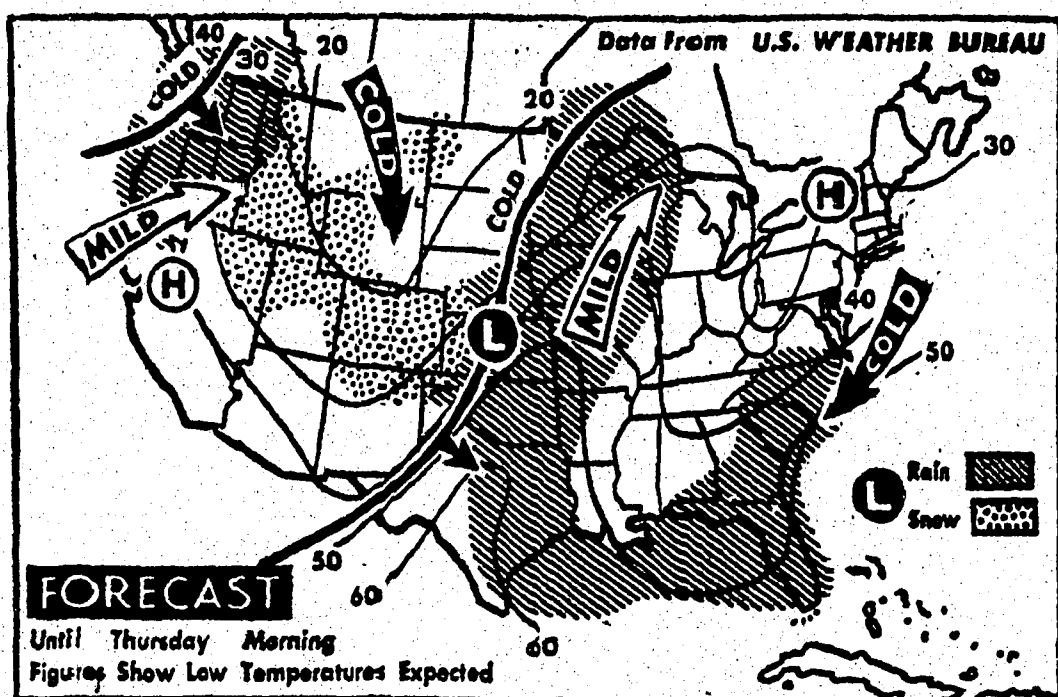 Data From U.S. WEATHER BUREAU
40
30
20
COLD
COLD
20
30
COLD
H
MILD
H
MILD
L
40
COLD
50
L
Rain
Snow
50
60
60
FORECAST
Until Thursday Morning
Figures Show Low Temperatures Expected